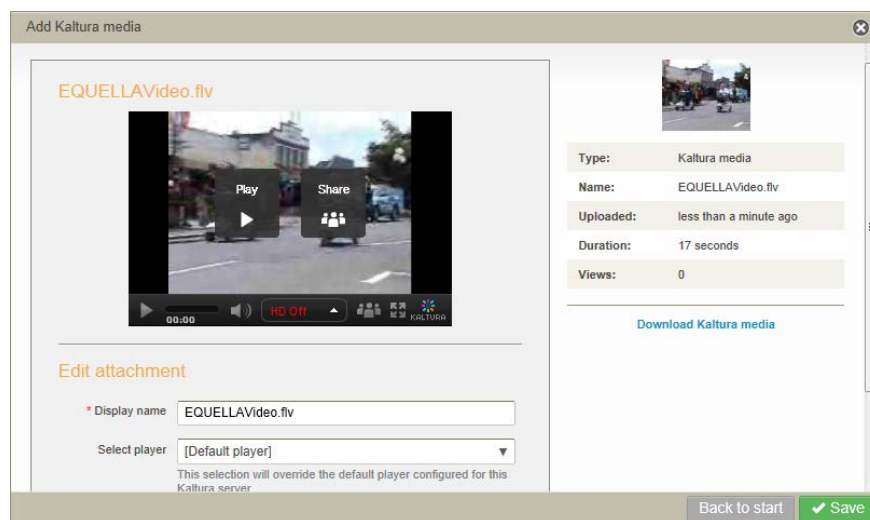 Add Kaltura media
EQUELLAVideo.flv
Play
Share
00:00
HD Off
KALTURA
Edit attachment
* Display name
EQUELLAVideo.flv
Select player
[Default player]
This selection will override the default player configured for this
Kaltura server
Type: Kaltura media
Name: EQUELLAVideo.flv
Uploaded: less than a minute ago
Duration: 17 seconds
Views: 0
Download Kaltura media
Back to start
Save